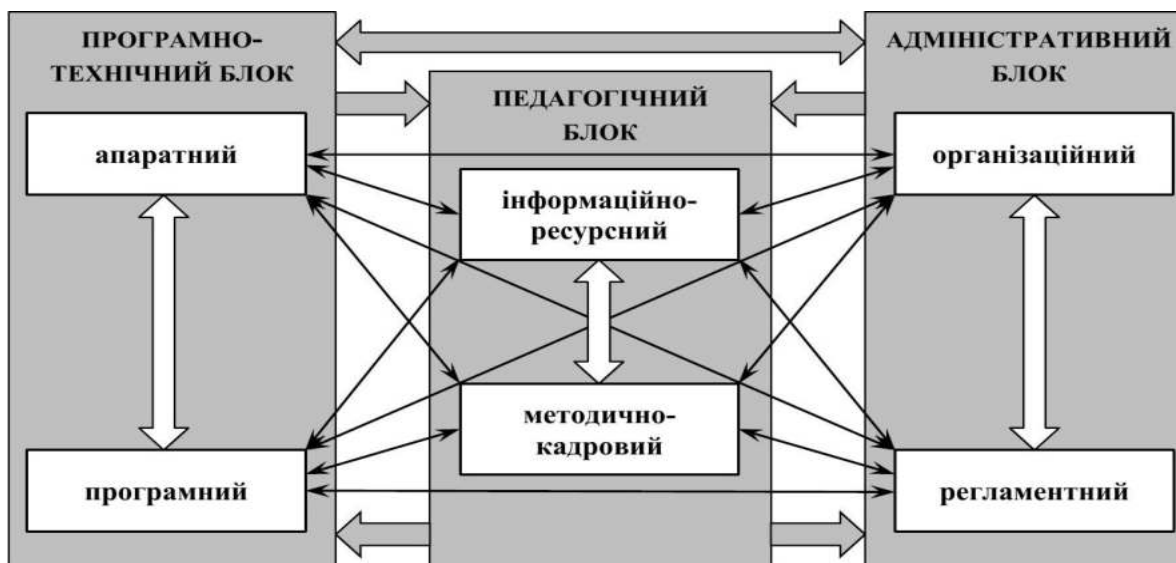 ПРОГРАМНО-
ТЕХНІЧНИЙ БЛОК
апаратний
програмний
ПЕДАГОГІЧНИЙ
БЛОК
інформаційно-
ресурсний
методично-
кадровий
АДМІНІСТРАТИВНИЙ
БЛОК
організаційний
регламентний